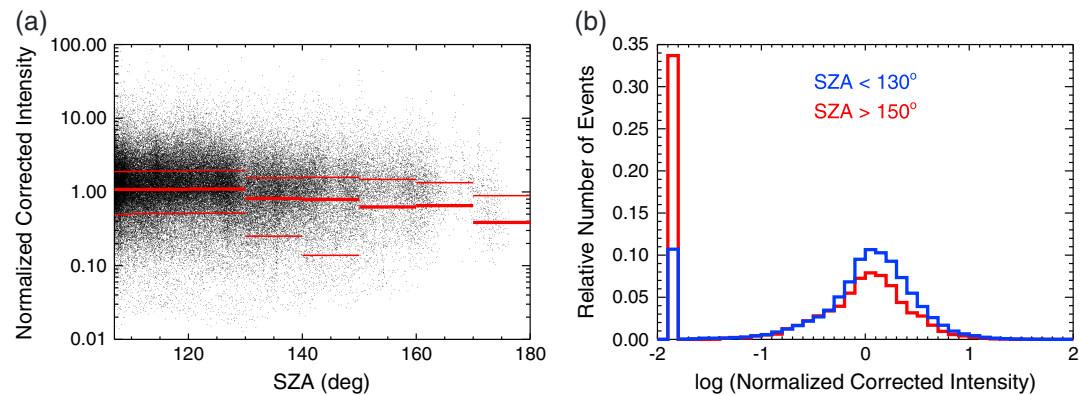 (a)
Normalized Corrected Intensity
100.00
10.00
1.00
0.10
0.01
120 140 160 180
SZA (deg)
(b)
Relative Number of Events
0.35
0.30
0.25
0.20
0.15
0.10
0.05
0.00
SZA < 130°
SZA > 150°
-2 -1 0 1 2
log (Normalized Corrected Intensity)